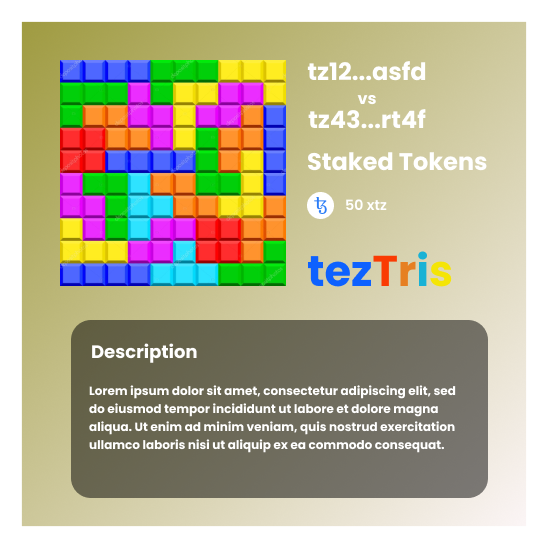 tz12...asfd
vs
tz43...rt4f
Staked Tokens
50 xtz
tezTris
Description
Lorem ipsum dolor sit amet, consectetur adipiscing elit, sed
do eiusmod tempor incididunt ut labore et dolore magna
aliqua. Ut enim ad minim veniam, quis nostrud exercitation
ullamco laboris nisi ut aliquip ex ea commodo consequat.